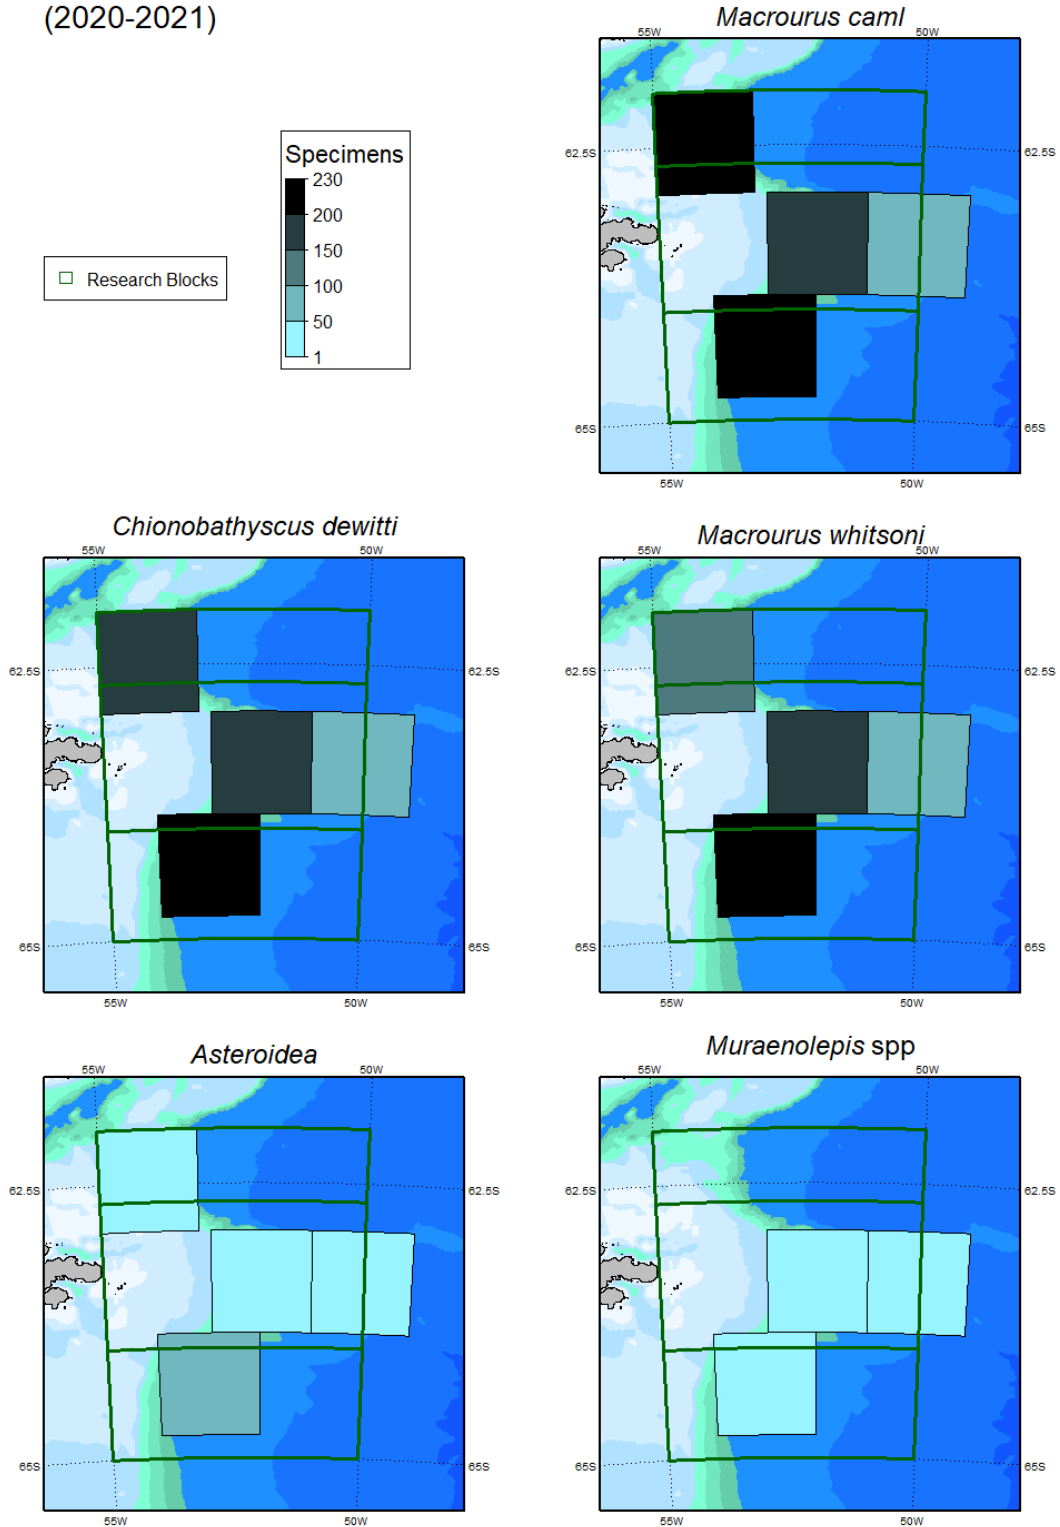 (2020-2021)
Macrourus caml
55W
50W
62.5S
62.5S
65S
65S
55W
50W
Specimens
230
200
150
100
50
1
Research Blocks
Chionobathyscus dewitti
55W
50W
62.5S
62.5S
65S
65S
55W
50W
Macrourus whitsoni
55W
50W
62.5S
62.5S
65S
65S
55W
50W
Asteroidea
55W
50W
62.5S
62.5S
65S
65S
55W
50W
Muraenolepis spp
55W
50W
62.5S
62.5S
65S
65S
55W
50W